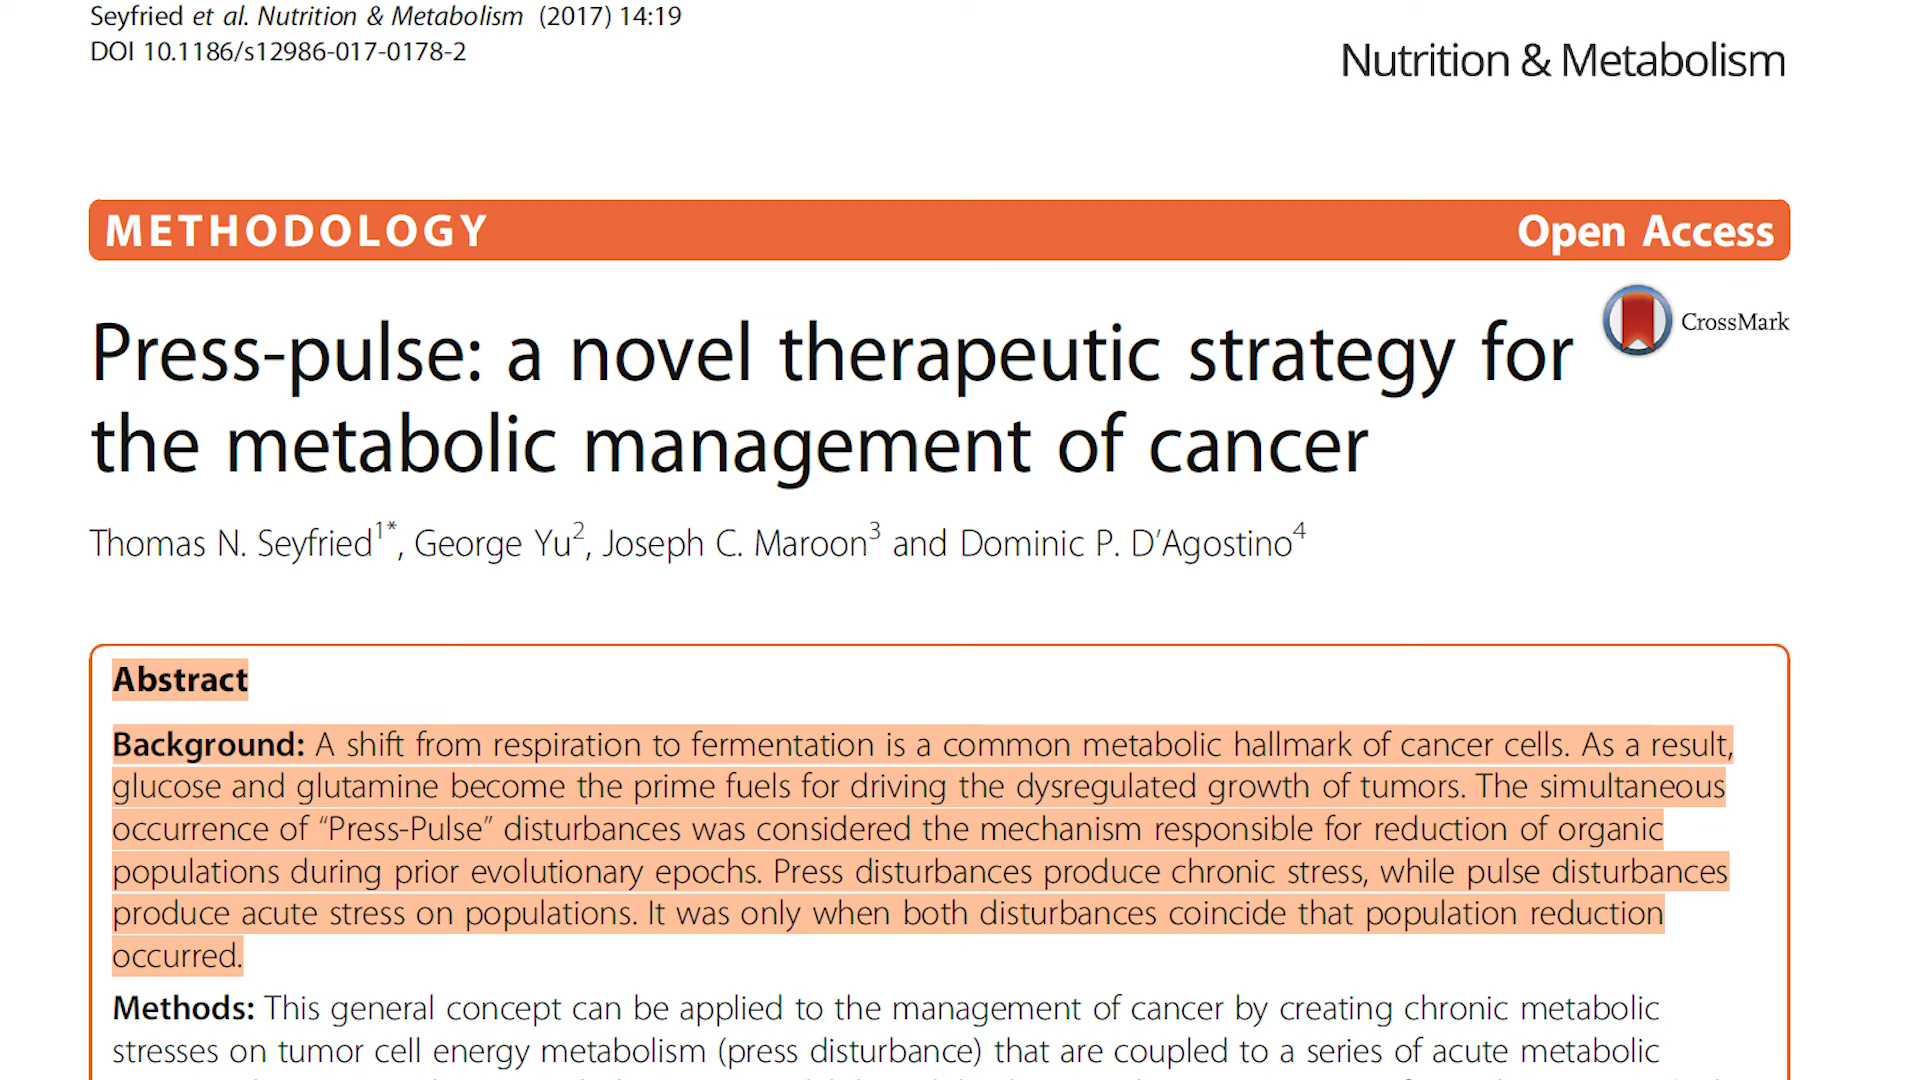 Seyfried et al. Nutrition & Metabolism (2017) 14:19
DOI 10.1186/s12986-017-0178-2
Nutrition & Metabolism
METHODOLOGY
Open Access
Press-pulse: a novel therapeutic strategy for
the metabolic management of cancer
CrossMark
Thomas N. Seyfried1*, George Yu2, Joseph C. Maroon3 and Dominic P. D’Agostino4
Abstract
Background: A shift from respiration to fermentation is a common metabolic hallmark of cancer cells. As a result,
glucose and glutamine become the prime fuels for driving the dysregulated growth of tumors. The simultaneous
occurrence of “Press-Pulse” disturbances was considered the mechanism responsible for reduction of organic
populations during prior evolutionary epochs. Press disturbances produce chronic stress, while pulse disturbances
produce acute stress on populations. It was only when both disturbances coincide that population reduction
occurred.
Methods: This general concept can be applied to the management of cancer by creating chronic metabolic
stresses on tumor cell energy metabolism (press disturbance) that are coupled to a series of acute metabolic